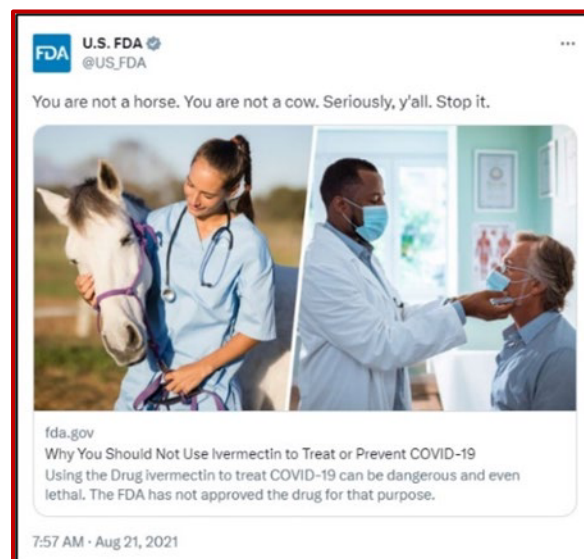 FDA
U.S. FDA
@US_FDA
You are not a horse. You are not a cow. Seriously, y'all. Stop it.
fda.gov
Why You Should Not Use Ivermectin to Treat or Prevent COVID-19
Using the Drug ivermectin to treat COVID-19 can be dangerous and even
lethal. The FDA has not approved the drug for that purpose.
7:57 AM · Aug 21, 2021